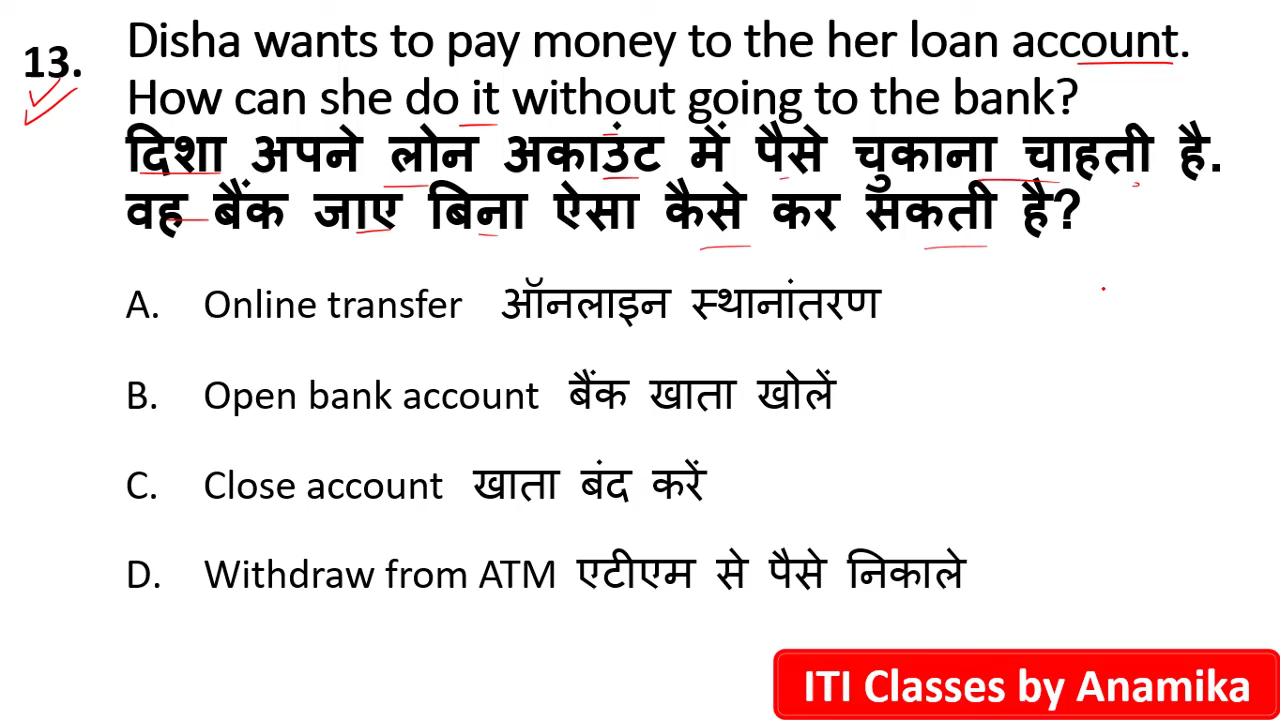 13. Disha wants to pay money to the her loan account.
How can she do it without going to the bank?
दिशा अपने लोन अकाउंट में पैसे चुकाना चाहती है.
वह बैंक जाए बिना ऐसा कैसे कर सकती है?
A. Online transfer ऑनलाइन स्थानांतरण
B. Open bank account बैंक खाता खोलें
C. Close account खाता बंद करें
D. Withdraw from ATM एटीएम से पैसे निकाले
ITI Classes by Anamika